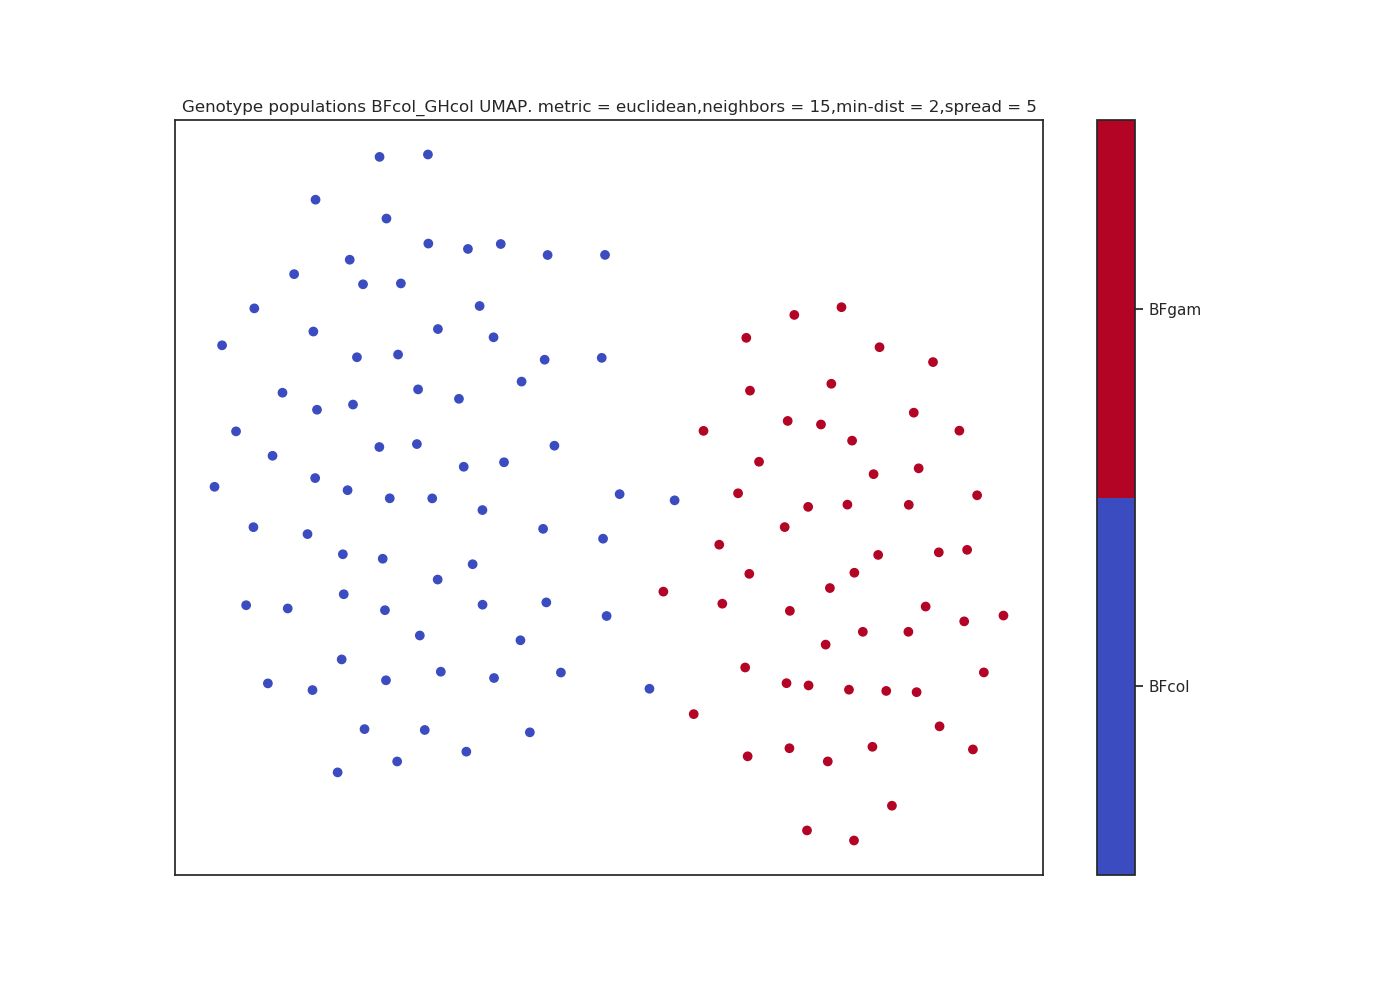 Genotype populations BFcol_GHcol UMAP. metric = euclidean,neighbors = 15,min-dist = 2,spread = 5
BFgam
BFcol